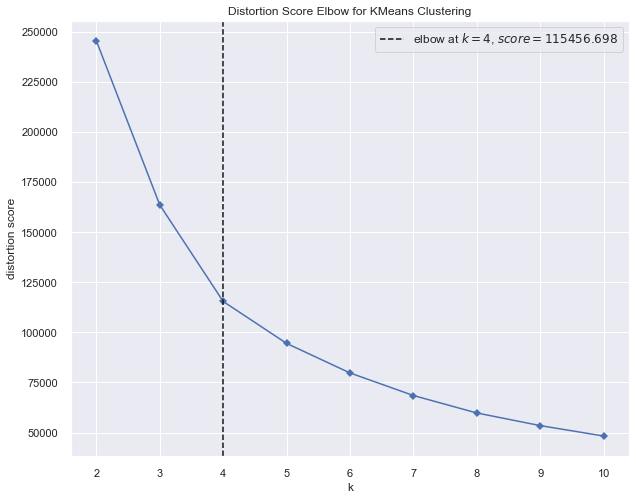 Distortion Score Elbow for KMeans Clustering
elbow at k = 4, score = 115456.698
250000
225000
200000
175000
150000
125000
100000
75000
50000
distortion score
2 3 4 5 6 7 8 9 10
k